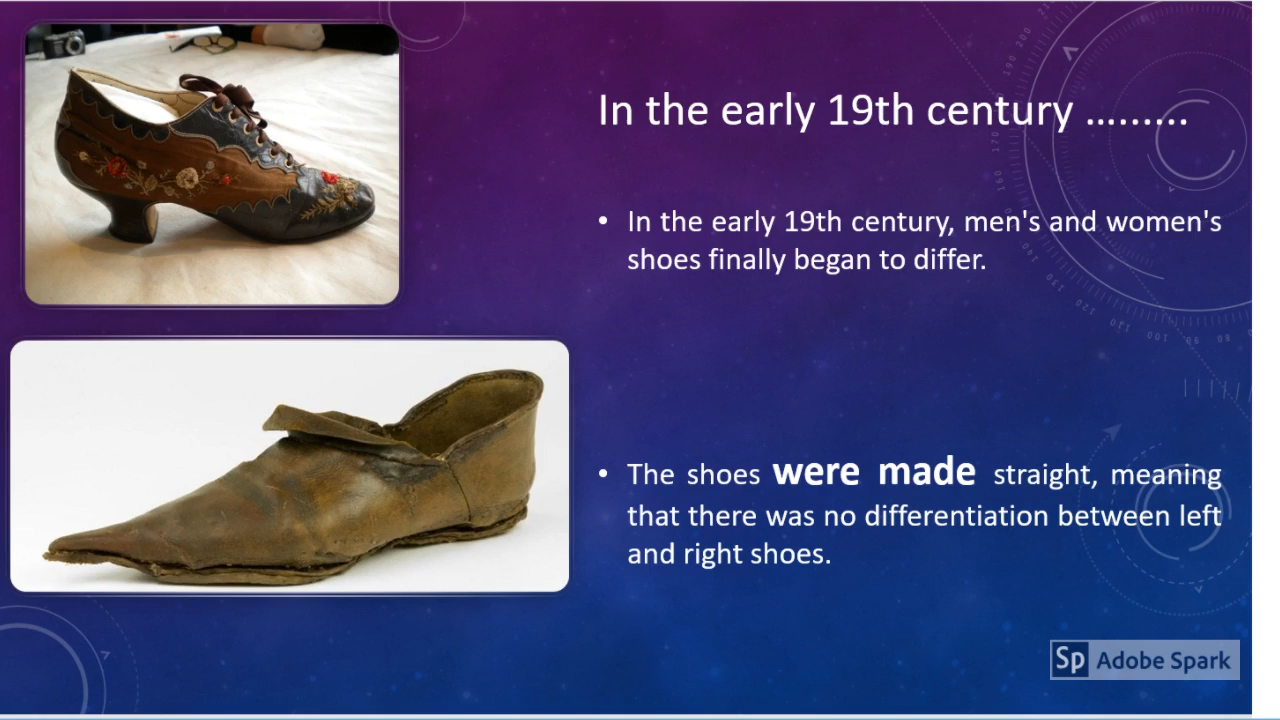 In the early 19th century .........
• In the early 19th century, men's and women's
shoes finally began to differ.
• The shoes were made straight, meaning
that there was no differentiation between left
and right shoes.
Sp Adobe Spark